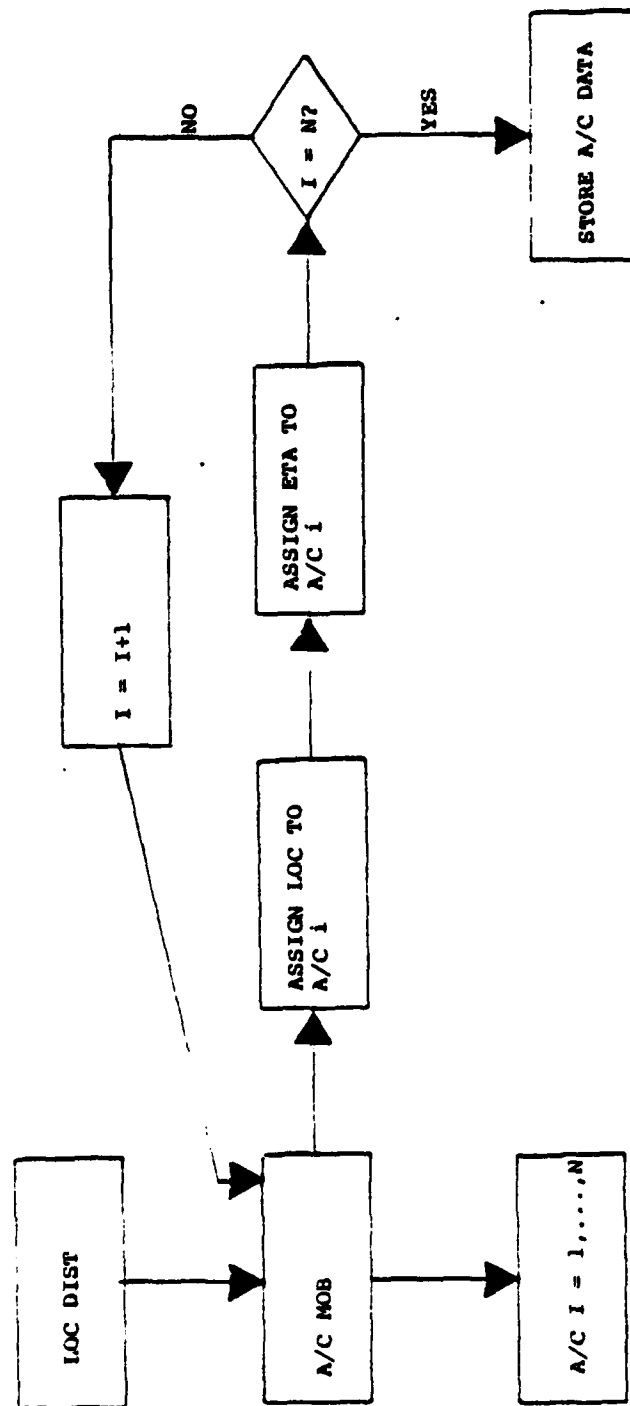 LOC DIST
A/C MOB
A/C I = 1,...,N
ASSIGN LOC TO
A/C i
ASSIGN ETA TO
A/C i
I = I+1
I = N?
NO
YES
STORE A/C DATA